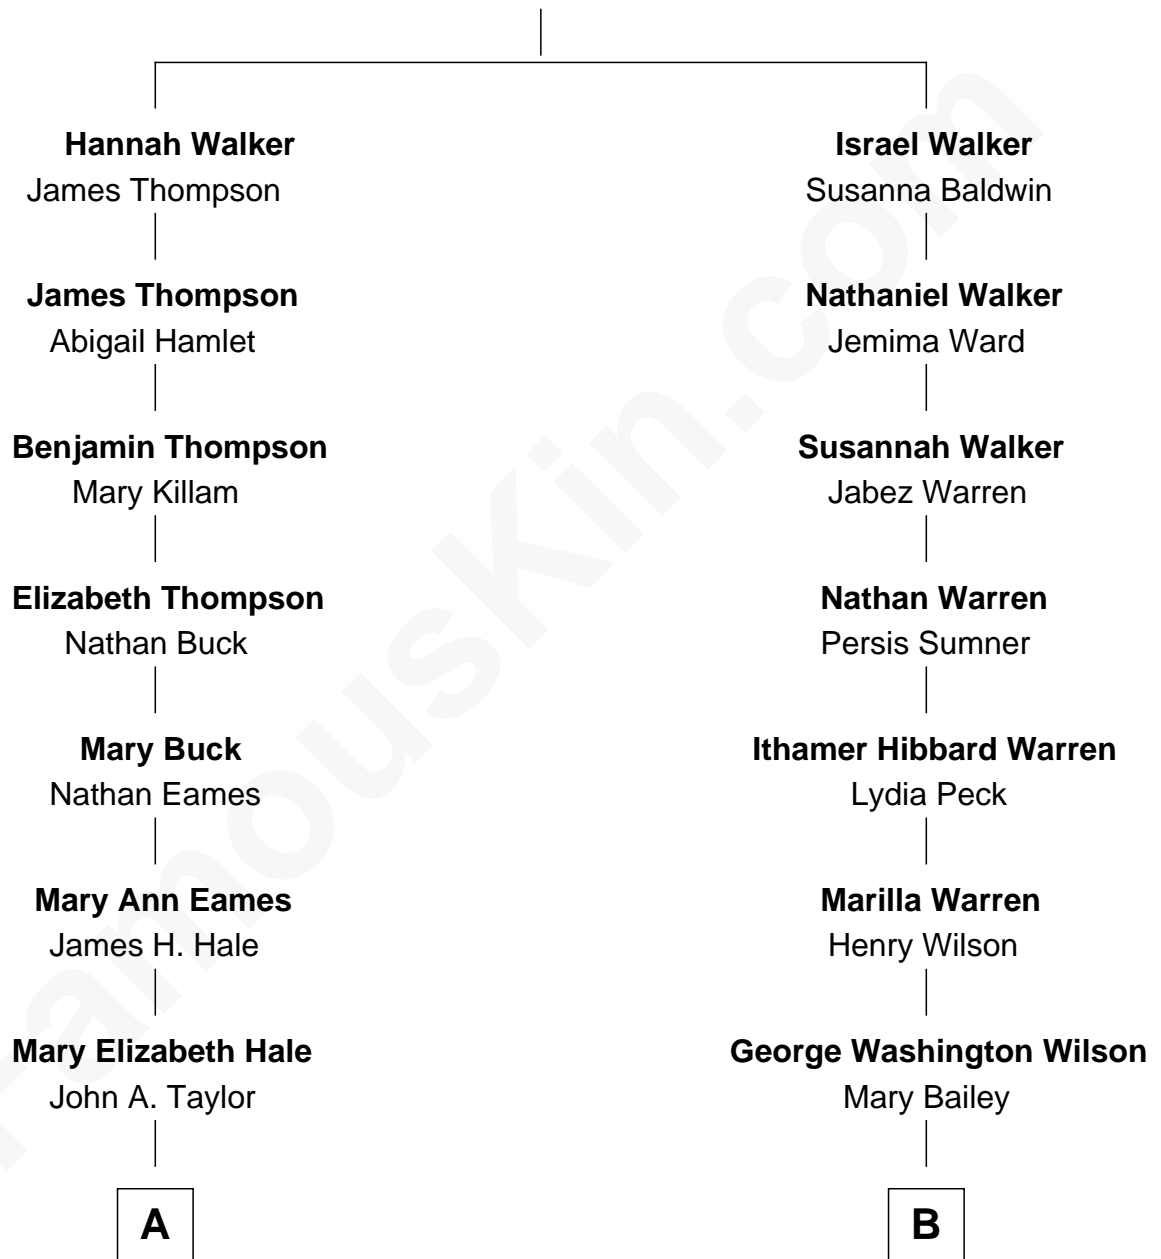 Hannah Walker
James Thompson
James Thompson
Abigail Hamlet
Benjamin Thompson
Mary Killam
Elizabeth Thompson
Nathan Buck
Mary Buck
Nathan Eames
Mary Ann Eames
James H. Hale
Mary Elizabeth Hale
John A. Taylor
A
Israel Walker
Susanna Baldwin
Nathaniel Walker
Jemima Ward
Susannah Walker
Jabez Warren
Nathan Warren
Persis Sumner
Ithamer Hibbard Warren
Lydia Peck
Marilla Warren
Henry Wilson
George Washington Wilson
Mary Bailey
B
FamousKin.com